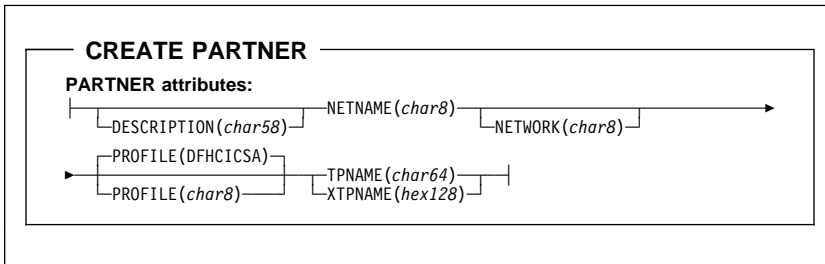 CREATE PARTNER
PARTNER attributes:
NETNAME(char8)
DESCRIPTION(char58) NETWORK(char8)
PROFILE(DFHCICSA)
TPNAME(char64)
PROFILE(char8) XTPNAME(hex128)